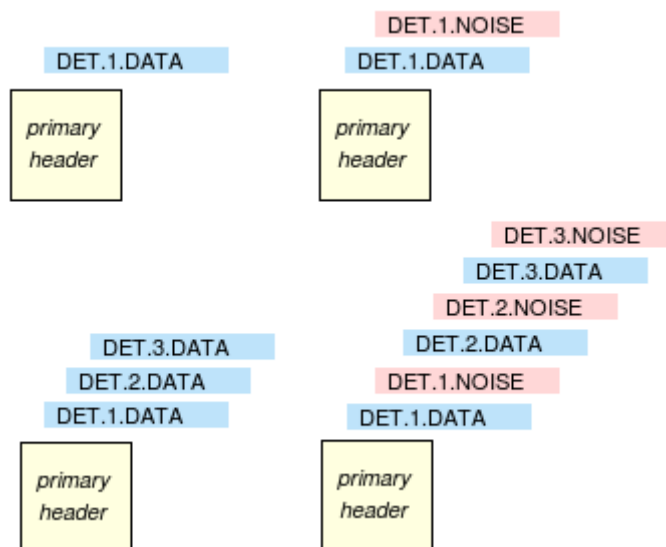 DET.1.DATA
primary
header
DET.1.NOISE
DET.1.DATA
primary
header
DET.3.DATA
DET.2.DATA
DET.1.DATA
primary
header
DET.3.NOISE
DET.3.DATA
DET.2.NOISE
DET.2.DATA
DET.1.NOISE
DET.1.DATA
primary
header